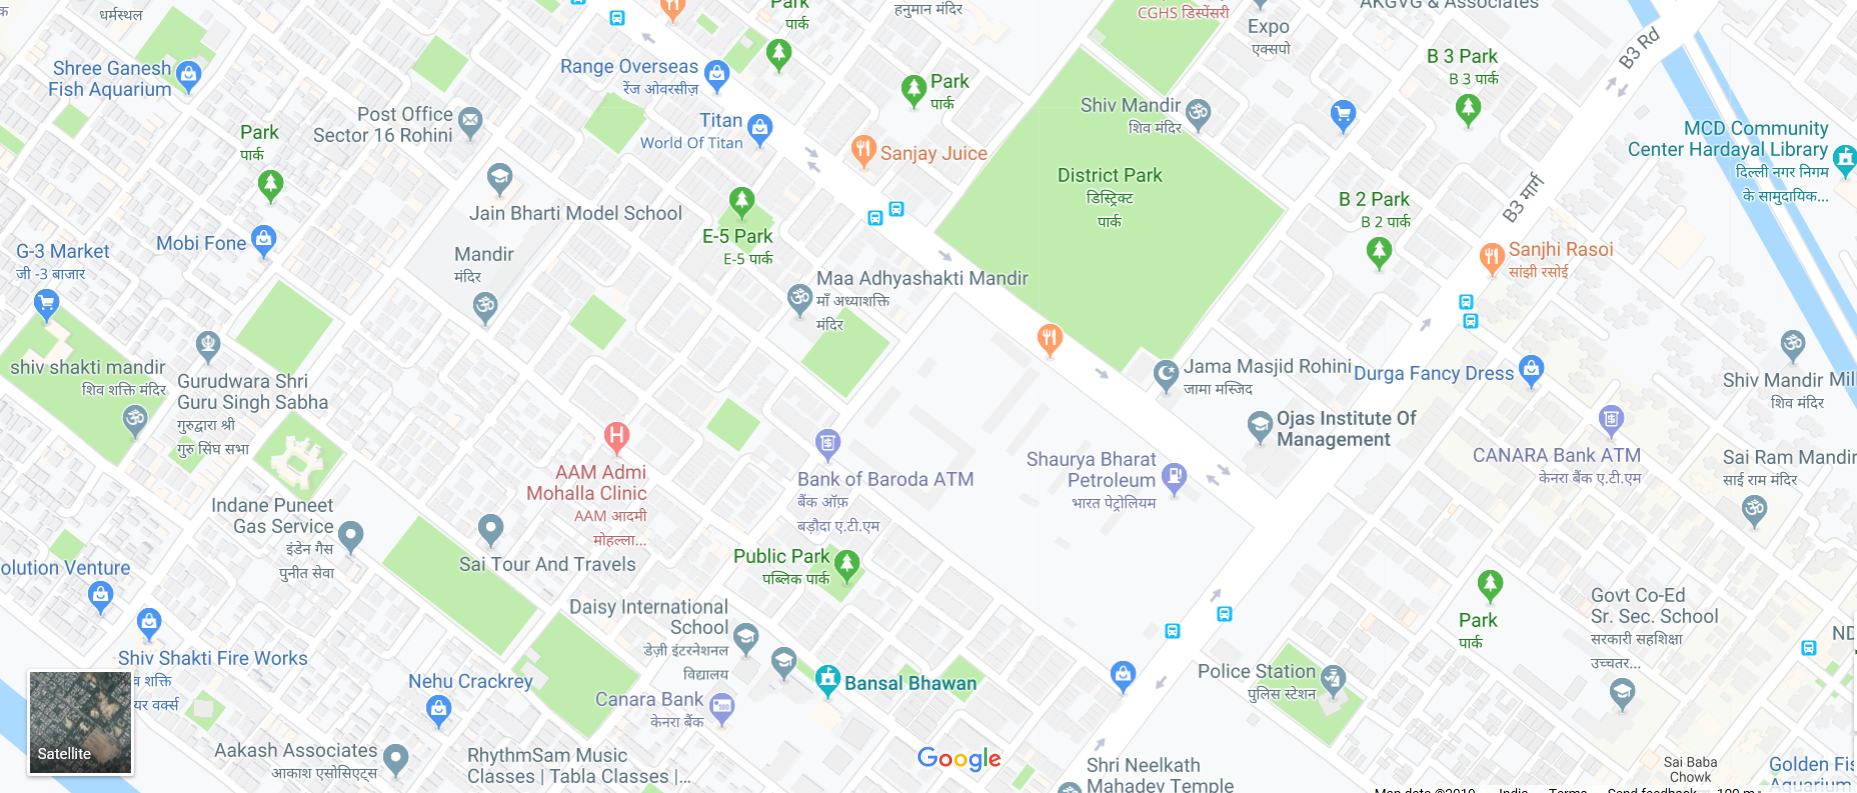 धर्मस्थल
Park
पार्क
हनुमान मंदिर
CGHS डिस्पेंसरी
AKGVG & Associates
Expo
एक्सपो
B3 Rd
B 3 Park
B 3 पार्क
Shree Ganesh
Fish Aquarium
Range Overseas
रेंज ओवरसीज़
Park
पार्क
Post Office
Sector 16 Rohini
Titan
World Of Titan
Shiv Mandir
शिव मंदिर
MCD Community
Center Hardayal Library
दिल्ली नगर निगम
के सामुदायिक...
Park
पार्क
Sanjay Juice
District Park
डिस्ट्रिक्ट
पार्क
B3 मार्ग
B 2 Park
B 2 पार्क
Jain Bharti Model School
E-5 Park
E-5 पार्क
G-3 Market
जी -3 बाजार
Mobi Fone
Mandir
मंदिर
Sanjhi Rasoi
सांझी रसोई
Maa Adhyashakti Mandir
माँ अध्याशक्ति
मंदिर
shiv shakti mandir
शिव शक्ति मंदिर
Gurudwara Shri
Guru Singh Sabha
गुरुद्वारा श्री
गुरु सिंघ सभा
Jama Masjid Rohini
जामा मस्जिद
Durga Fancy Dress
Shiv Mandir Mil
शिव मंदिर
Ojas Institute Of
Management
AAM Admi
Mohalla Clinic
AAM आदमी
मोहल्ला...
Bank of Baroda ATM
बैंक ऑफ़
बड़ौदा ए.टी.एम
Shaurya Bharat
Petroleum
भारत पेट्रोलियम
CANARA Bank ATM
केनरा बैंक ए.टी.एम
Sai Ram Mandir
साई राम मंदिर
Indane Puneet
Gas Service
इंडेन गैस
पुनीत सेवा
Sai Tour And Travels
Public Park
पब्लिक पार्क
olution Venture
Daisy International
School
डेज़ी इंटरनेशनल
विद्यालय
Park
पार्क
Govt Co-Ed
Sr. Sec. School
सरकारी सहशिक्षा
उच्चतर...
ND
Shiv Shakti Fire Works
व शक्ति
यर वर्क्स
Nehu Crackrey
Canara Bank
केनरा बैंक
Bansal Bhawan
Police Station
पुलिस स्टेशन
Satellite
Aakash Associates
आकाश एसोसिएट्स
RhythmSam Music
Classes | Tabla Classes |...
Google
Shri Neelkath
Mahadev Temple
Sai Baba
Chowk
Golden Fis
Aquarium
Map data ©2019 India Terms Send feedback 100 m